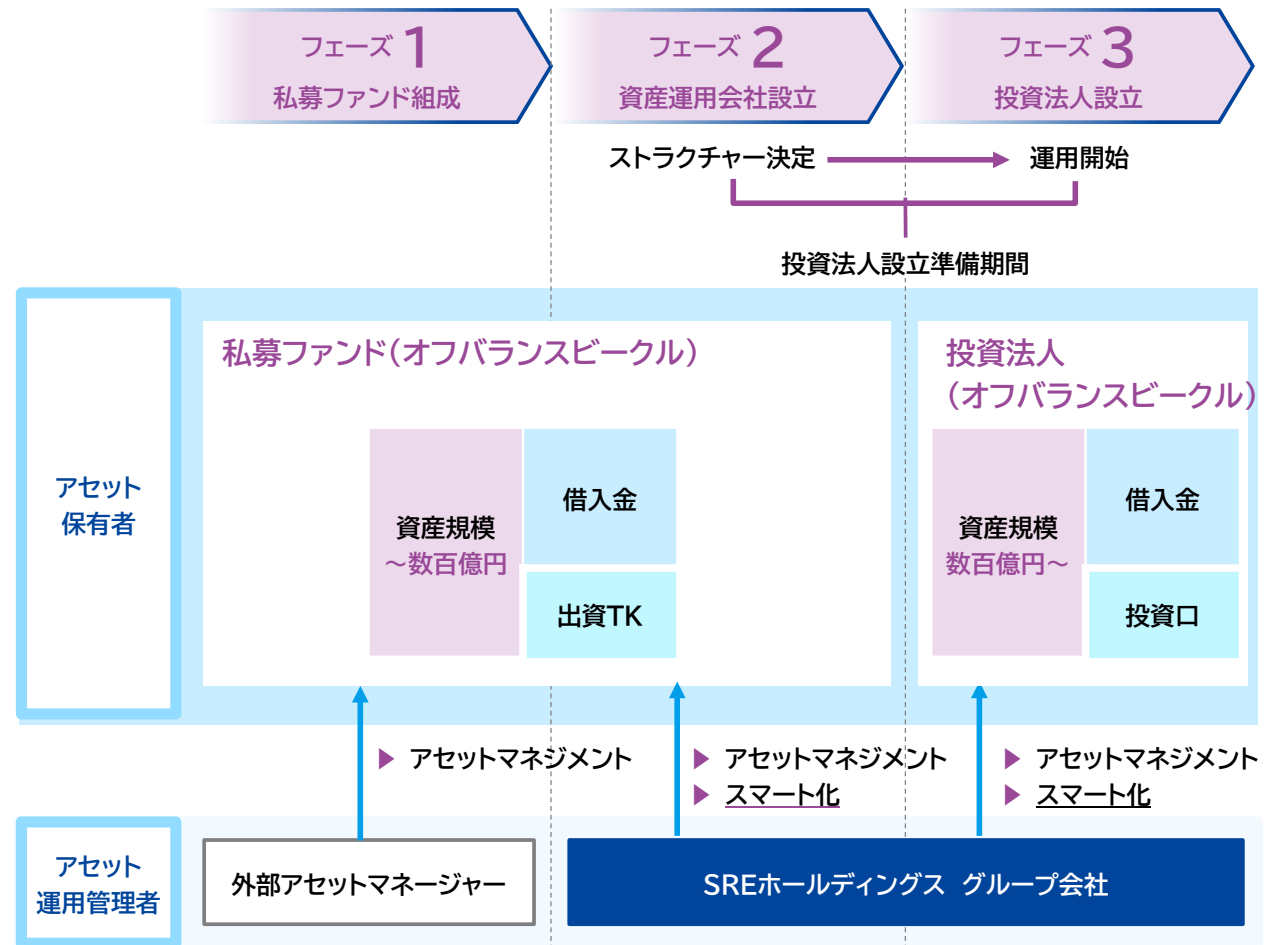 フェーズ 1
私募ファンド組成
フェーズ 2
資産運用会社設立
フェーズ 3
投資法人設立
ストラクチャー決定
運用開始
投資法人設立準備期間
アセット
保有者
私募ファンド(オフバランスビークル)
資産規模
～数百億円
借入金
出資TK
投資法人
(オフバランスビークル)
資産規模
数百億円～
借入金
投資口
▶ アセットマネジメント
▶ アセットマネジメント
▶ スマート化
▶ アセットマネジメント
▶ スマート化
アセット
運用管理者
外部アセットマネージャー
SREホールディングス グループ会社